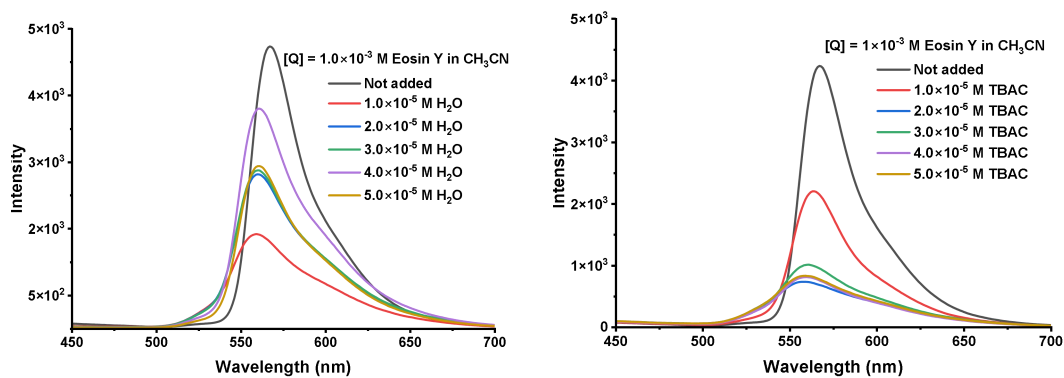 5×10³
4×10³
3×10³
2×10³
5×10²
Intensity
[Q] = 1.0×10⁻³ M Eosin Y in CH₃CN
Not added
1.0×10⁻⁵ M H₂O
2.0×10⁻⁵ M H₂O
3.0×10⁻⁵ M H₂O
4.0×10⁻⁵ M H₂O
5.0×10⁻⁵ M H₂O
450 500 550 600 650 700
Wavelength (nm)
5×10³
4×10³
3×10³
2×10³
1×10³
0
Intensity
[Q] = 1×10⁻³ M Eosin Y in CH₃CN
Not added
1.0×10⁻⁵ M TBAC
2.0×10⁻⁵ M TBAC
3.0×10⁻⁵ M TBAC
4.0×10⁻⁵ M TBAC
5.0×10⁻⁵ M TBAC
450 500 550 600 650 700
Wavelength (nm)